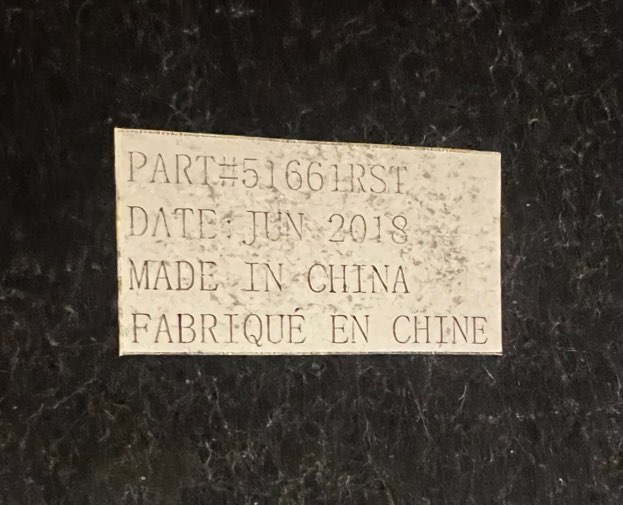 PART#51661RST
DATE:JUN 2018
MADE IN CHINA
FABRIQUÉ EN CHINE